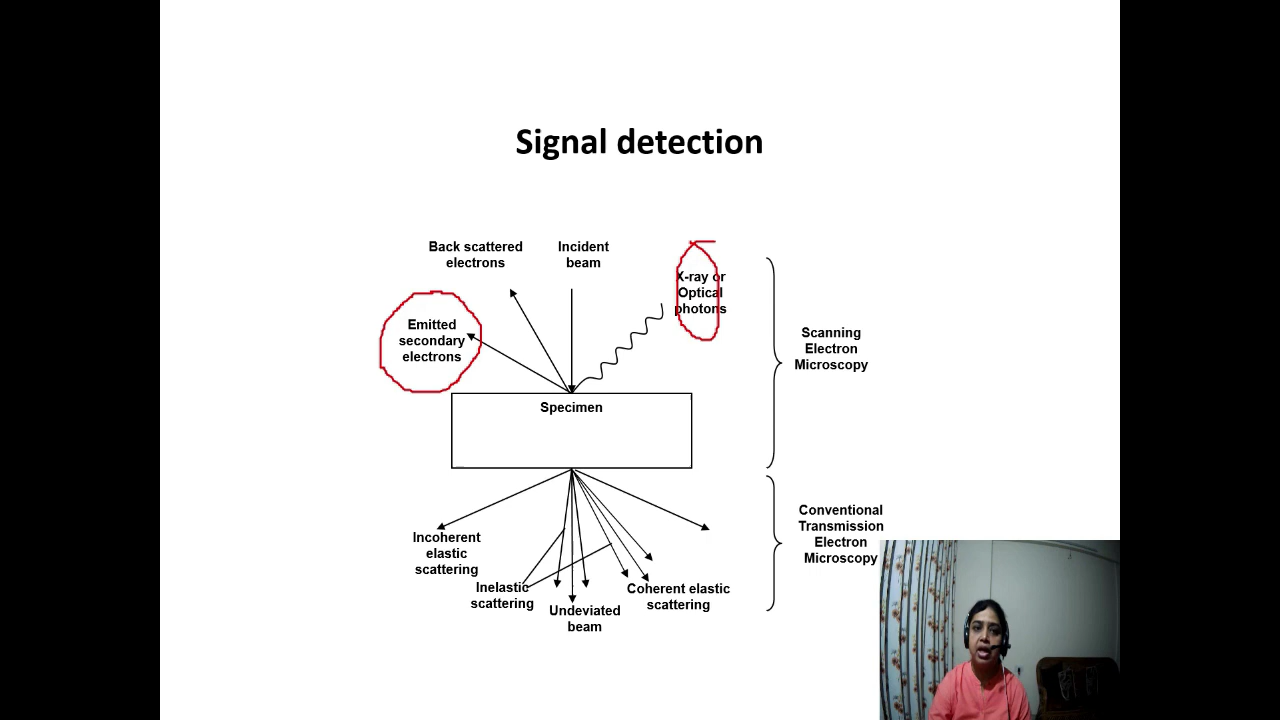 Signal detection
Back scattered
electrons
Incident
beam
X-ray or
Optical
photons
Emitted
secondary
electrons
Scanning
Electron
Microscopy
Specimen
Conventional
Transmission
Electron
Microscopy
Incoherent
elastic
scattering
Inelastic
scattering
Undeviated
beam
Coherent elastic
scattering